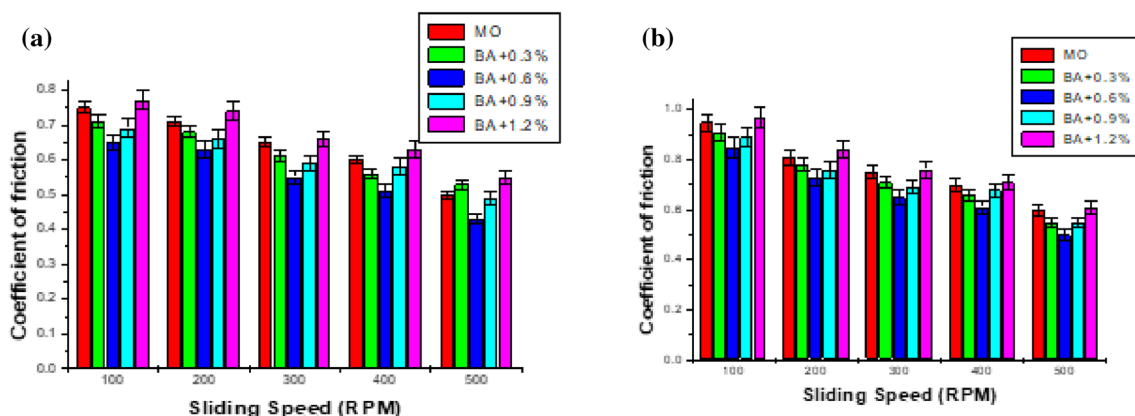 (a)
MO
BA+0.3%
BA+0.6%
BA+0.9%
BA+1.2%
Coefficient of friction
0.8
0.7
0.6
0.5
0.4
0.3
0.2
0.1
0.0
100 200 300 400 500
Sliding Speed (RPM)
(b)
MO
BA+0.3%
BA+0.6%
BA+0.9%
BA+1.2%
Coefficient of friction
1.0
0.8
0.6
0.4
0.2
0.0
100 200 300 400 500
Sliding Speed (RPM)